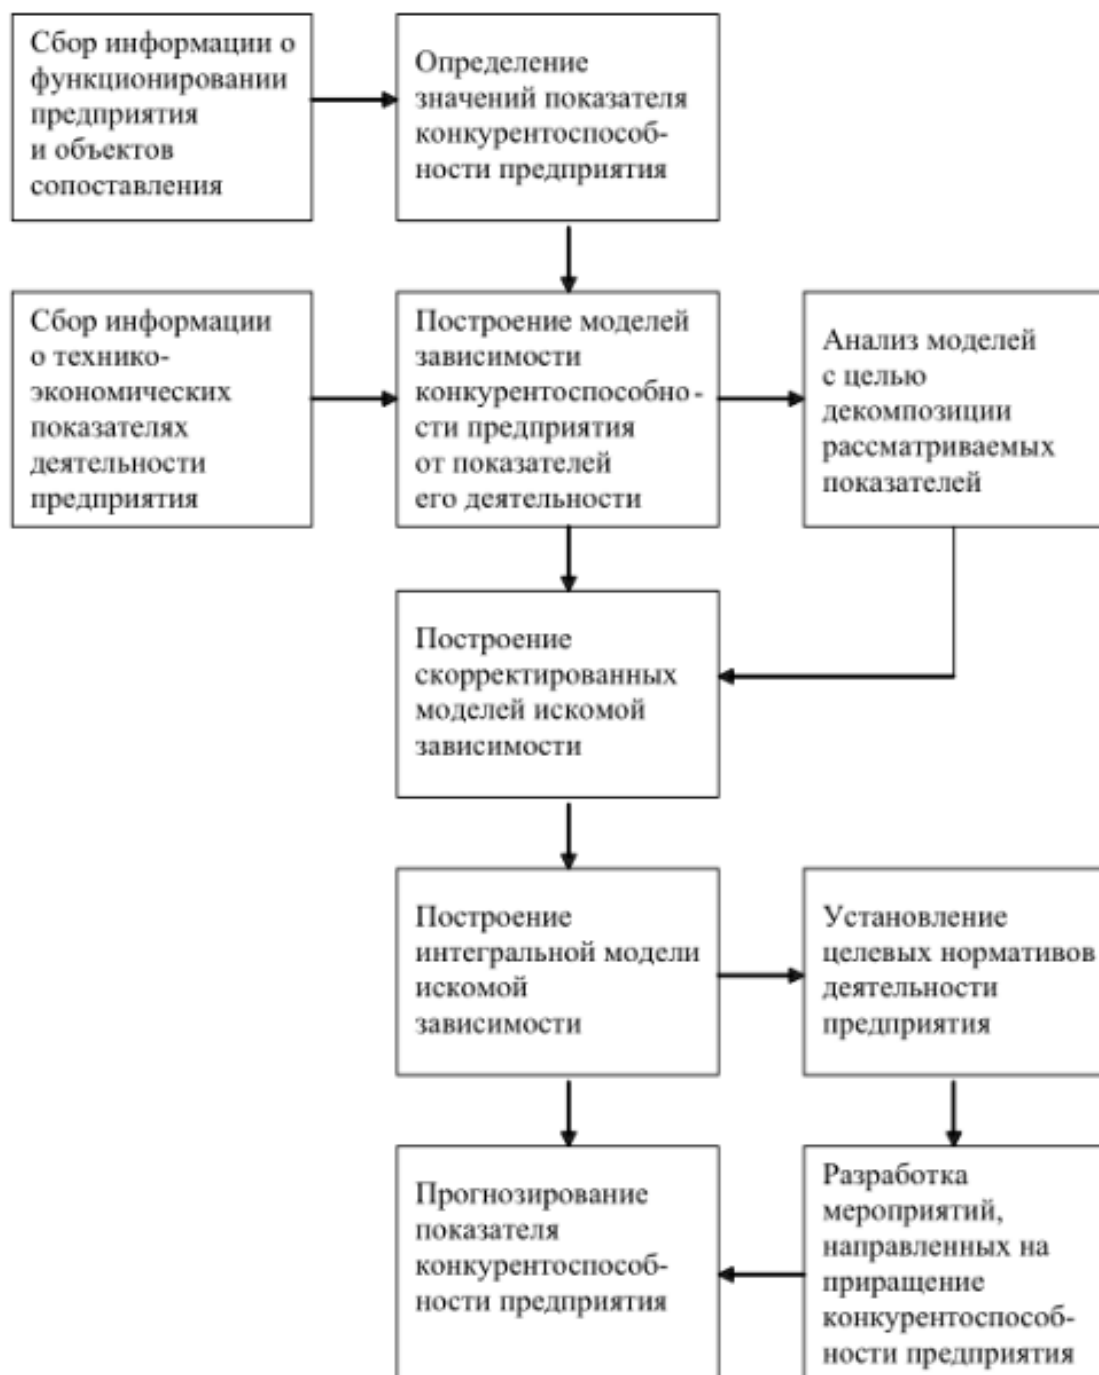 Сбор информации о
функционировании
предприятия
и объектов
сопоставления
Определение
значений показателя
конкурентоспособ-
ности предприятия
Сбор информации
о технико-
экономических
показателях
деятельности
предприятия
Построение моделей
зависимости
конкурентоспособно-
сти предприятия
от показателей
его деятельности
Анализ моделей
с целью
декомпозиции
рассматриваемых
показателей
Построение
скорректированных
моделей искомой
зависимости
Построение
интегральной модели
искомой
зависимости
Установление
целевых нормативов
деятельности
предприятия
Прогнозирование
показателя
конкурентоспособ-
ности предприятия
Разработка
мероприятий,
направленных на
приращение
конкурентоспособ-
ности предприятия